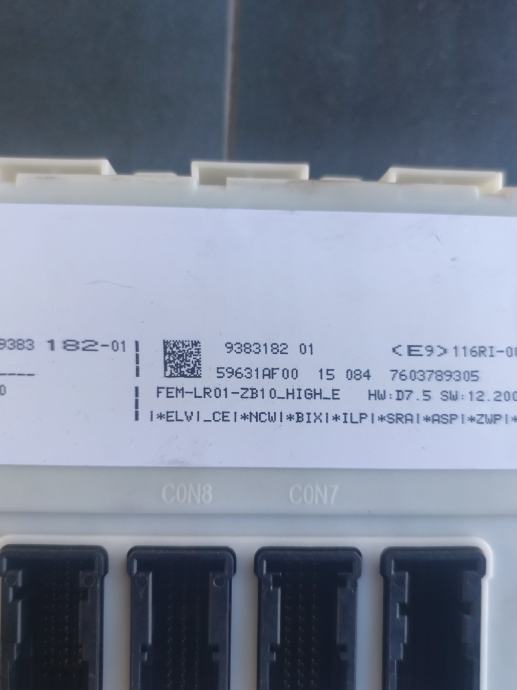 9383 182-01 9383182 01 <E9>116RI-00
59631AF00 15 084 7603789305
FEM-LR01-ZB10_HIGH_E HW:D7.5 SW:12.200
|*ELV|_CE|*NCW|*BIX|*ILP|*SRA|*ASP|*ZWP|*
CON8 CON7